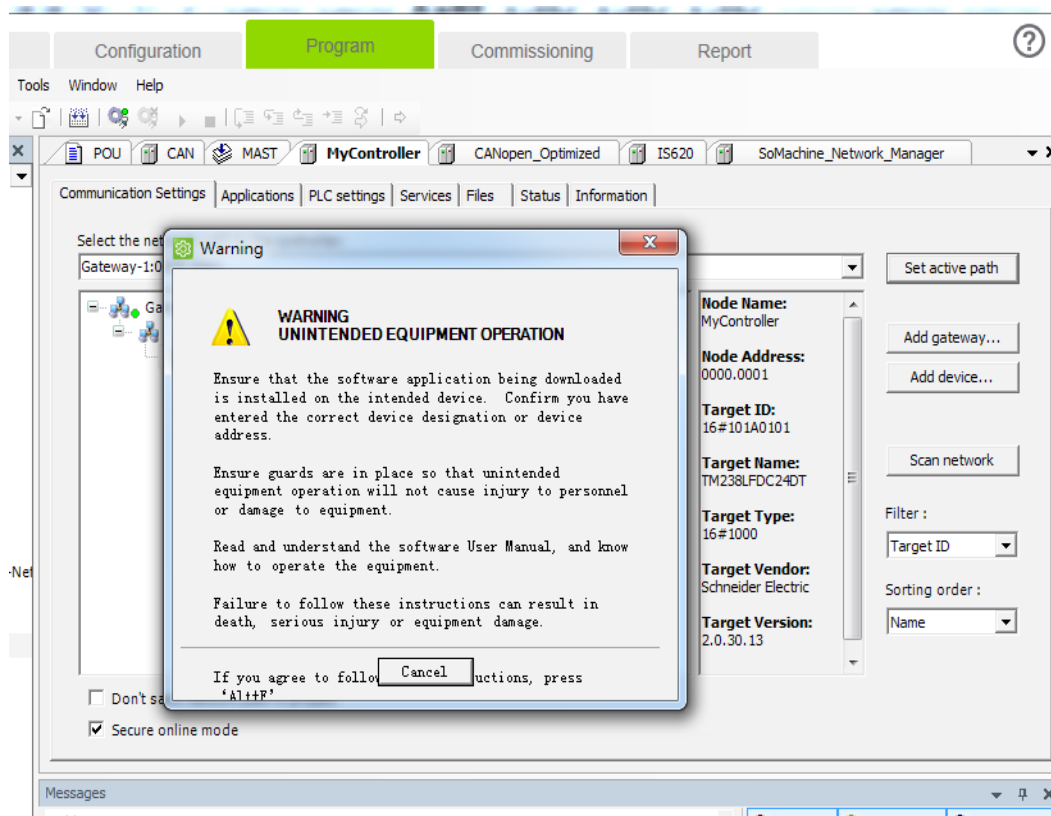 Configuration Program Commissioning Report
Tools Window Help
POU CAN MAST MyController CANopen_Optimized IS620 SoMachine_Network_Manager
Communication Settings Applications PLC settings Services Files Status Information
Select the net
Gateway-1:0
Set active path
Ga
Warning
WARNING
UNINTENDED EQUIPMENT OPERATION
Ensure that the software application being downloaded
is installed on the intended device. Confirm you have
entered the correct device designation or device
address.
Ensure guards are in place so that unintended
equipment operation will not cause injury to personnel
or damage to equipment.
Read and understand the software User Manual, and know
how to operate the equipment.
Failure to follow these instructions can result in
death, serious injury or equipment damage.
If you agree to follow
uctions, press
'Alt+F'
Cancel
Node Name:
MyController
Node Address:
0000.0001
Target ID:
16#101A0101
Target Name:
TM238LFDC24DT
Target Type:
16#1000
Target Vendor:
Schneider Electric
Target Version:
2.0.30.13
Add gateway...
Add device...
Scan network
Filter :
Target ID
Sorting order :
Name
-Net
Don't sa
Secure online mode
Messages